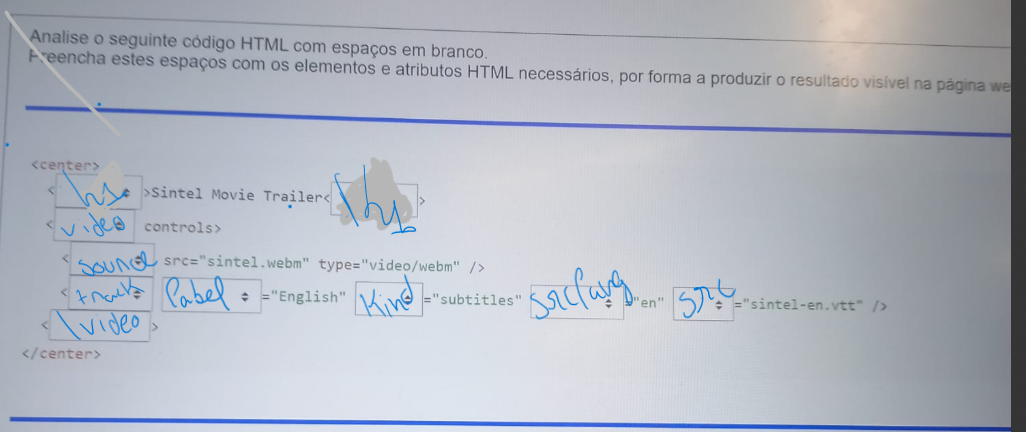 Analise o seguinte código HTML com espaços em branco.
Preencha estes espaços com os elementos e atributos HTML necessários, por forma a produzir o resultado visível na página we
<center>
<h1>Sintel Movie Trailer<\h1>
<video controls>
<source src="sintel.webm" type="video/webm" />
<track label="English" Kind="subtitles" srclang="en" src="sintel-en.vtt" />
<\video>
</center>